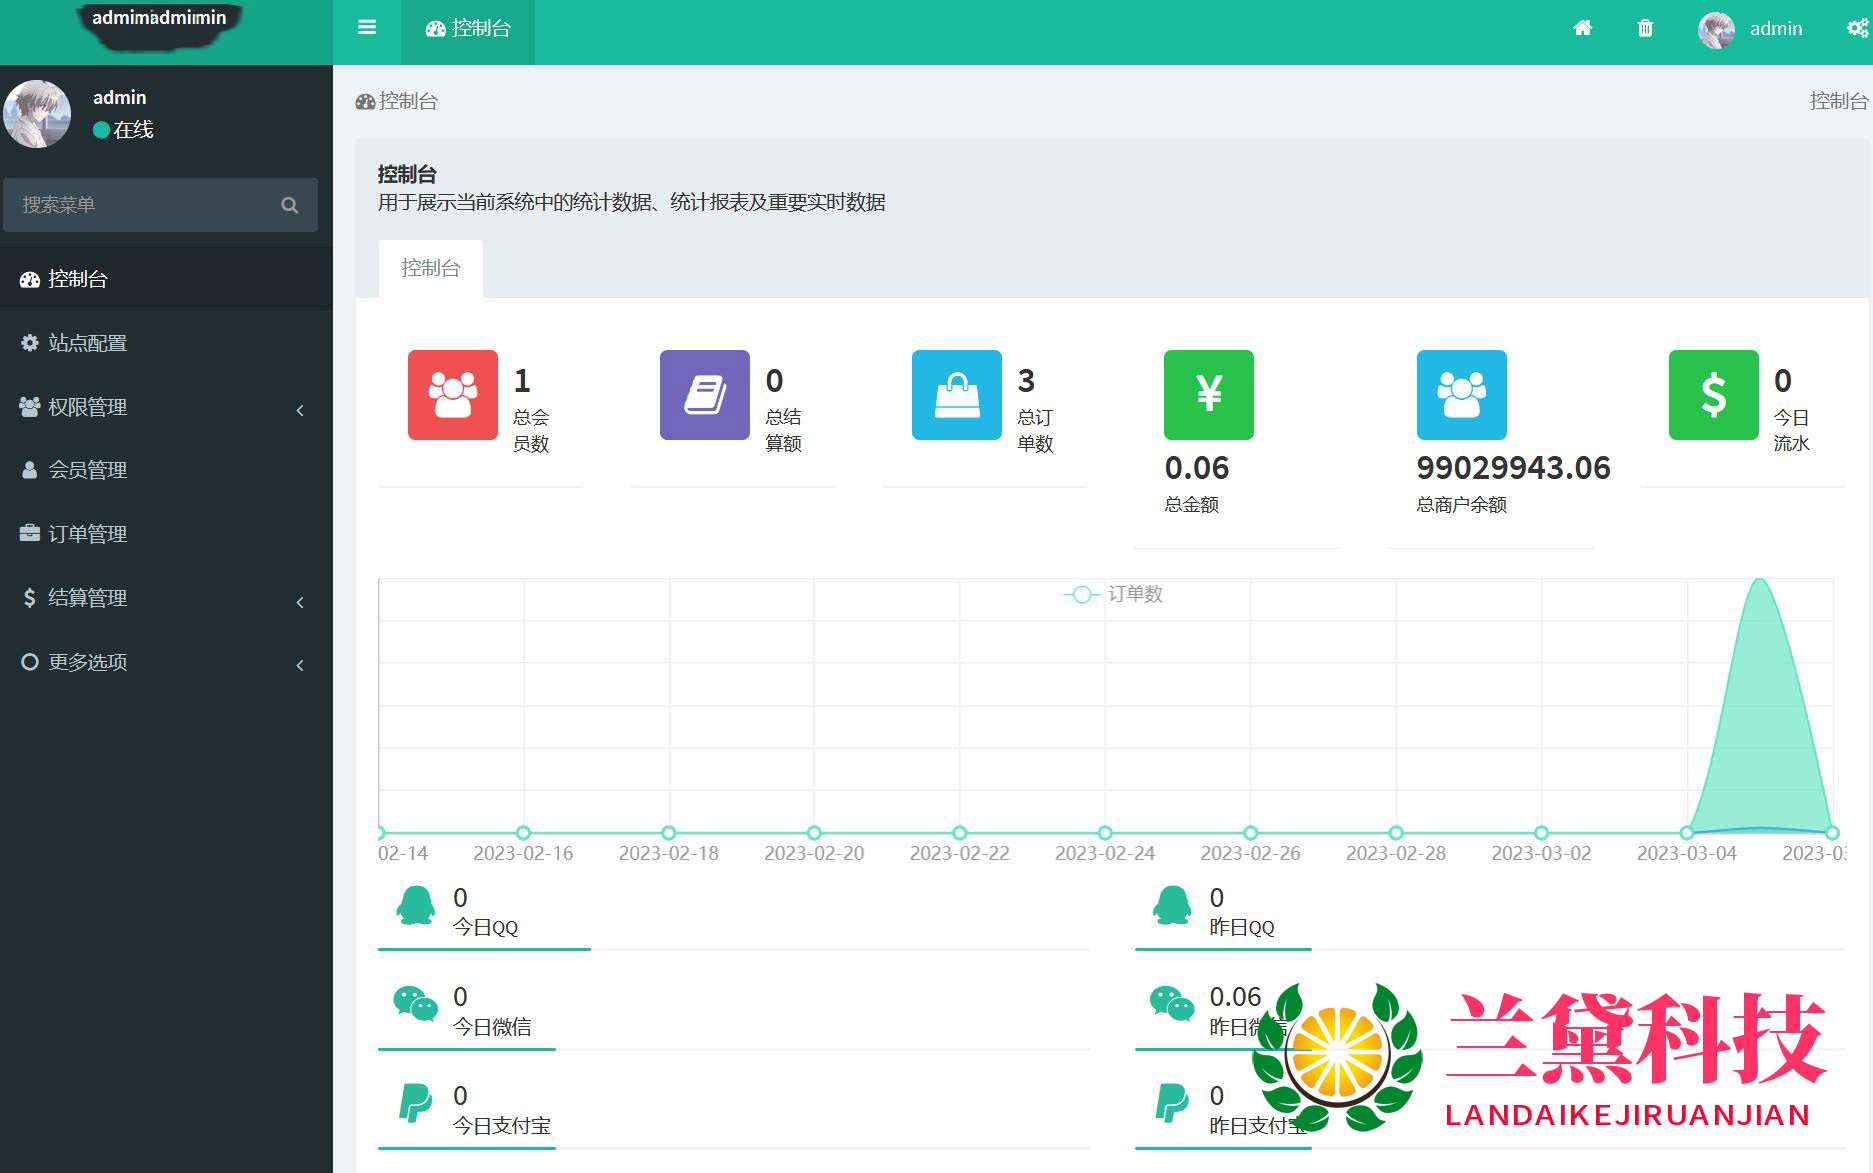 admimadmimin
控制台
admin
admin
在线
搜索菜单
控制台
站点配置
权限管理
会员管理
订单管理
结算管理
更多选项
控制台
控制台
控制台
用于展示当前系统中的统计数据、统计报表及重要实时数据
控制台
1
总会
员数
0
总结
算额
3
总订
单数
¥
0.06
总金额
99029943.06
总商户余额
$
0
今日
流水
订单数
02-14
2023-02-16
2023-02-18
2023-02-20
2023-02-22
2023-02-24
2023-02-26
2023-02-28
2023-03-02
2023-03-04
2023-03
0
今日QQ
0
昨日QQ
0
今日微信
0.06
昨日微信
0
今日支付宝
0
昨日支付宝
兰黛科技
LANDAIKEJIRUANJIAN